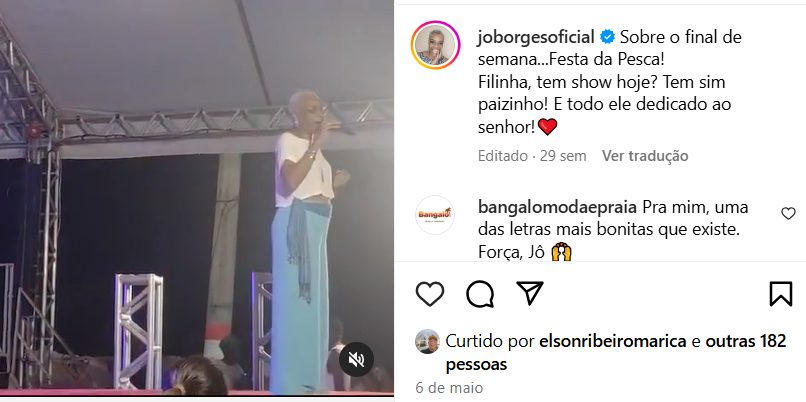 joborgesoficial Sobre o final de
semana...Festa da Pesca!
Filinha, tem show hoje? Tem sim
paizinho! E todo ele dedicado ao
senhor!❤️
Editado · 29 sem Ver tradução
Bangalô
bangalomodaepraia Pra mim, uma
das letras mais bonitas que existe.
Força, Jô 🙌
Curtido por elsonribeiromarica e outras 182
pessoas
6 de maio